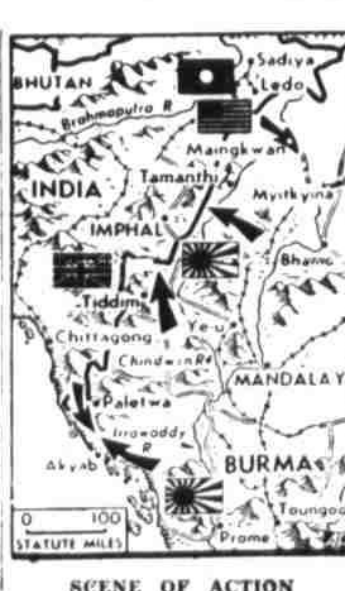 Sadiya
BHUTAN
Ledo
Brahmaputra R
Maingkwan
Tamanthi
INDIA
Myitkyina
IMPHAL
Bhamo
Tiddim
Ye-u
Chittagong
Chindwin Rd
MANDALAY
Paletwa
Irrawaddy
R
Akyab
BURMA
0 100
Toungoo
STATUTE MILES
Prome
SCENE OF ACTION